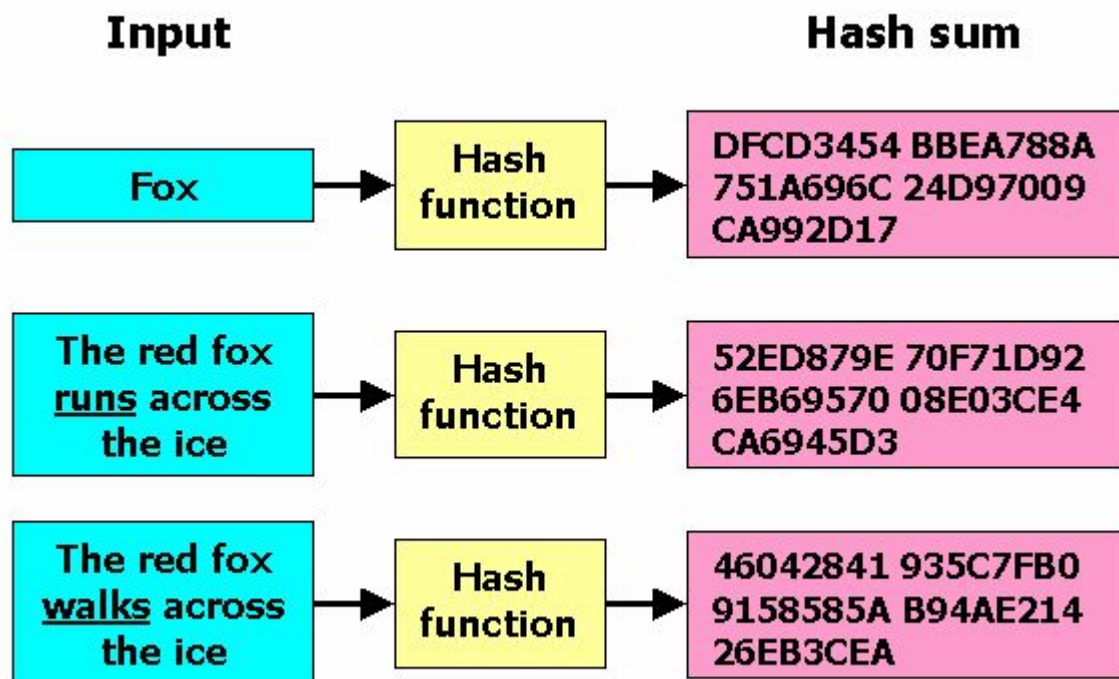 Input
Hash sum
Fox
Hash
function
DFCD3454 BBEA788A
751A696C 24D97009
CA992D17
The red fox
runs across
the ice
Hash
function
52ED879E 70F71D92
6EB69570 08E03CE4
CA6945D3
The red fox
walks across
the ice
Hash
function
46042841 935C7FB0
9158585A B94AE214
26EB3CEA